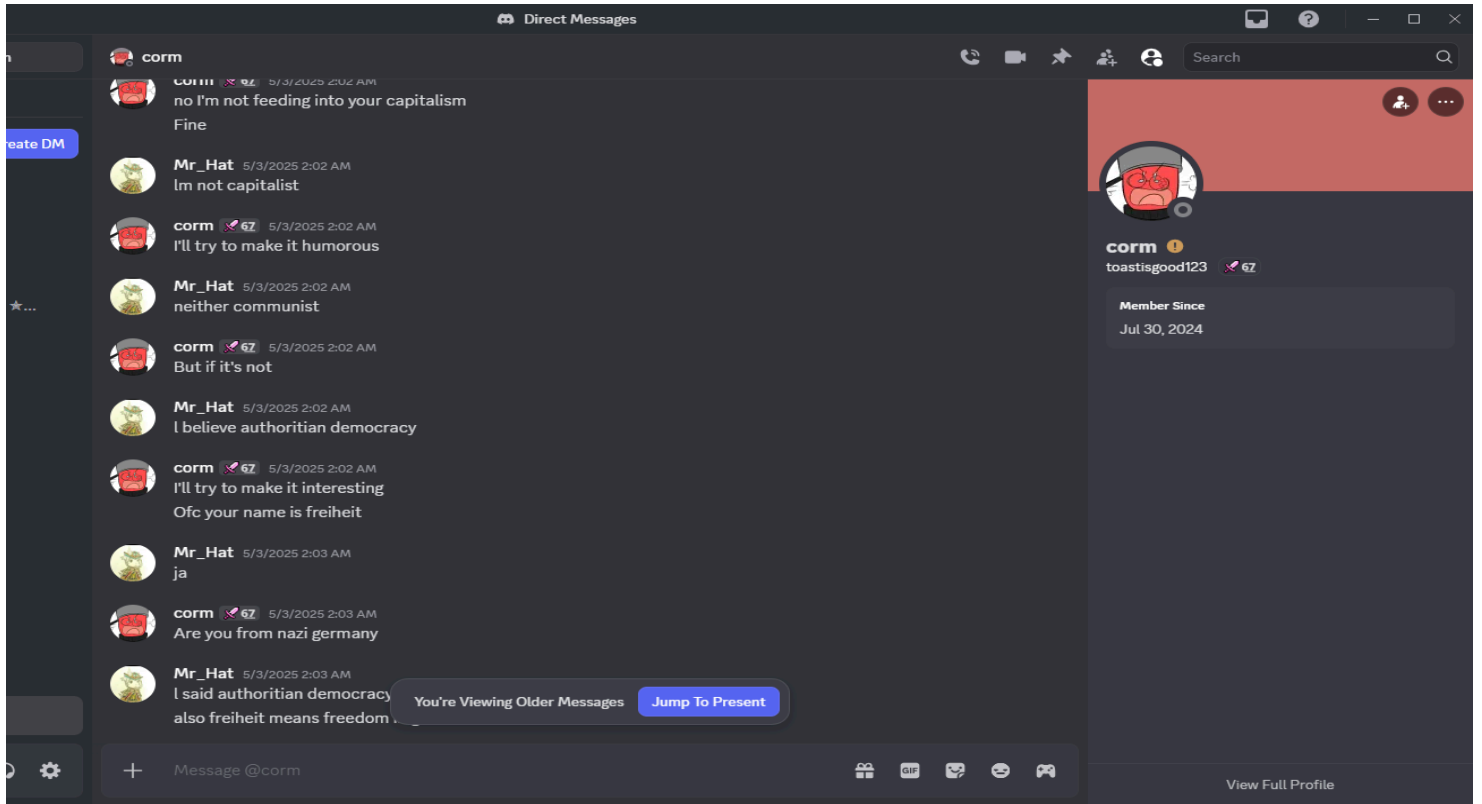 Direct Messages
corm
Search
corm 67 5/3/2025 2:02 AM
no I'm not feeding into your capitalism
Fine
eate DM
Mr_Hat 5/3/2025 2:02 AM
lm not capitalist
corm 67 5/3/2025 2:02 AM
I'll try to make it humorous
Mr_Hat 5/3/2025 2:02 AM
neither communist
corm 67 5/3/2025 2:02 AM
But if it's not
Mr_Hat 5/3/2025 2:02 AM
l believe authoritian democracy
corm 67 5/3/2025 2:02 AM
I'll try to make it interesting
Ofc your name is freiheit
Mr_Hat 5/3/2025 2:03 AM
ja
corm 67 5/3/2025 2:03 AM
Are you from nazi germany
Mr_Hat 5/3/2025 2:03 AM
l said authoritian democracy
also freiheit means freedom
You're Viewing Older Messages
Jump To Present
Message @corm
GIF
corm
toastisgood123 67
Member Since
Jul 30, 2024
View Full Profile